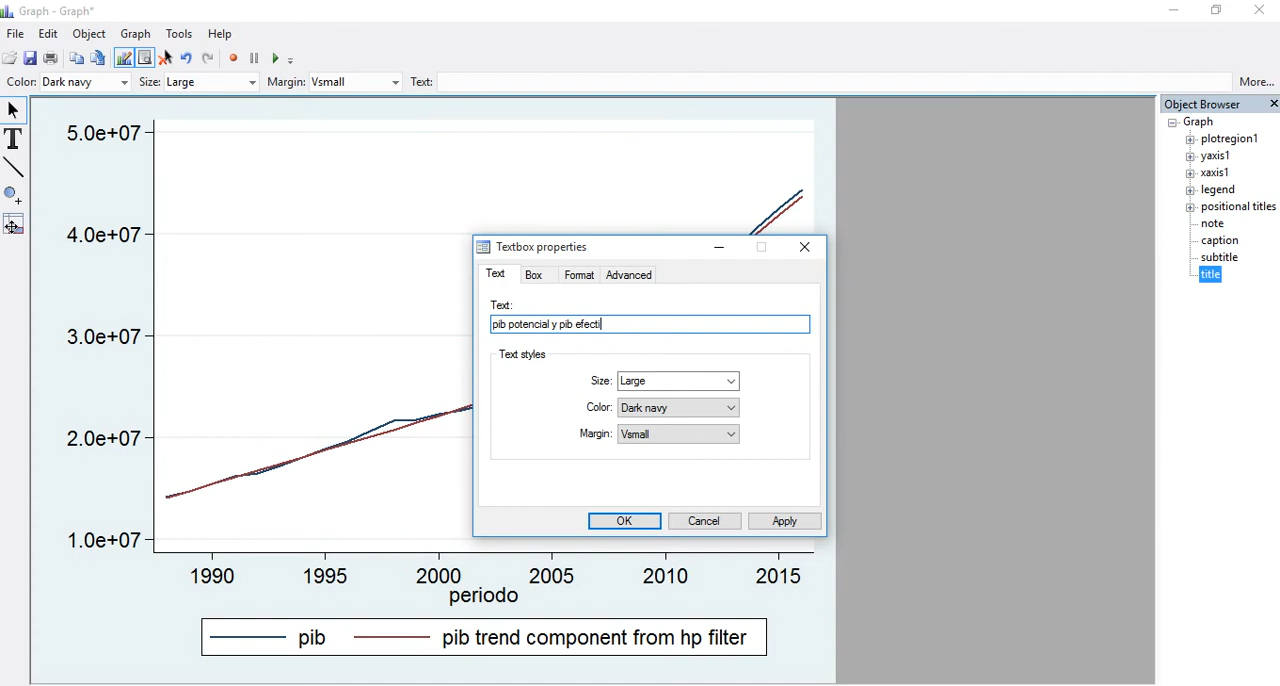 Graph - Graph*
File Edit Object Graph Tools Help
Color: Dark navy Size: Large Margin: Vsmall Text: More...
Object Browser
Graph
plotregion1
yaxis1
xaxis1
legend
positional titles
note
caption
subtitle
title
5.0e+07
4.0e+07
3.0e+07
2.0e+07
1.0e+07
1990 1995 2000 2005 2010 2015
periodo
pib pib trend component from hp filter
Textbox properties
Text Box Format Advanced
Text:
pib potencial y pib efecti
Text styles
Size: Large
Color: Dark navy
Margin: Vsmall
OK Cancel Apply